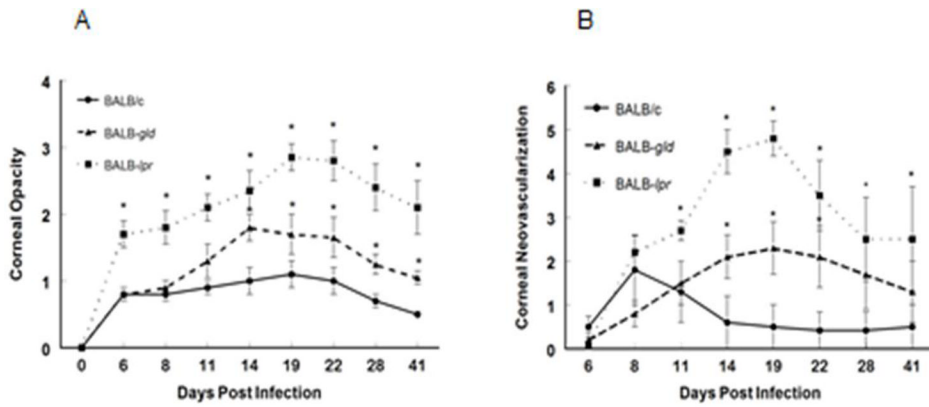 A
B
4
3
2
1
0
Corneal Opacity
BALB/c
BALB-gld
BALB-lpr
0 6 8 11 14 19 22 28 41
Days Post Infection
6
5
4
3
2
1
0
Corneal Neovascularization
BALB/c
BALB-gld
BALB-lpr
6 8 11 14 19 22 28 41
Days Post Infection